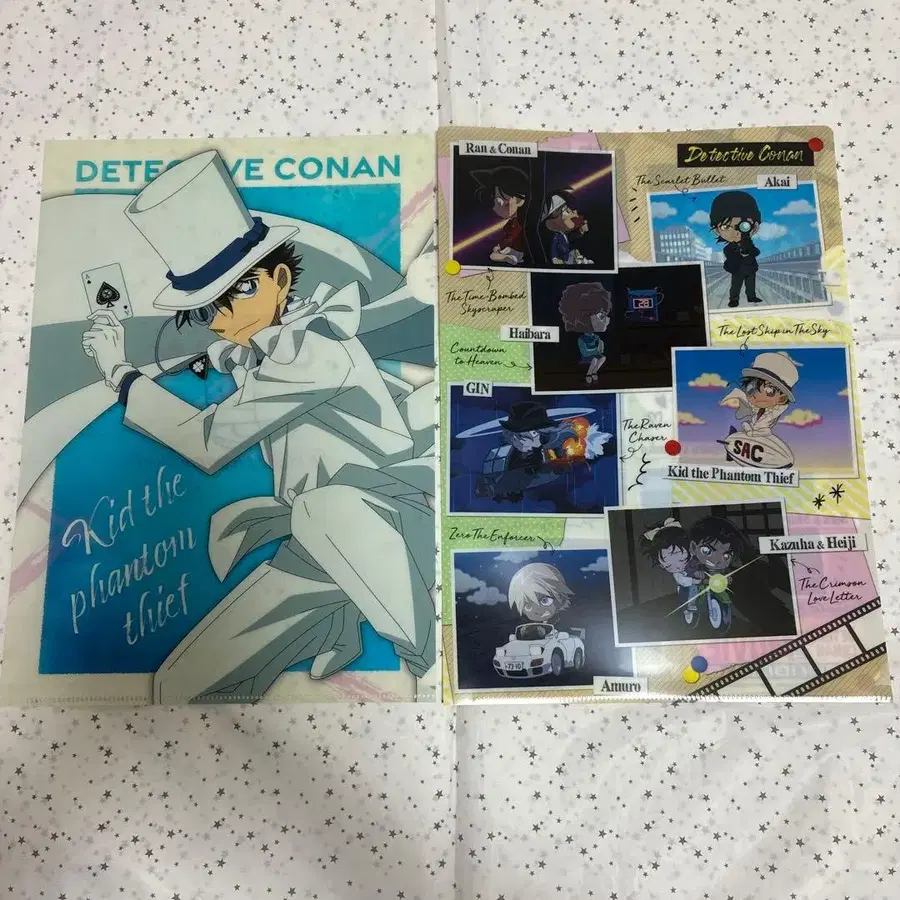 DETECTIVE CONAN
A
Kid the
phantom
thief
Ran & Conan
Detective Conan
The Scarlet Bullet
Akai
The Time-Bombed
Skyscraper
28
Haibara
Countdown
to Heaven
The Lost Ship in The Sky
GIN
The Raven
Chaser
SAC
Kid the Phantom Thief
Zero The Enforcer
Kazuha & Heiji
The Crimson
Love Letter
7310
Amuro